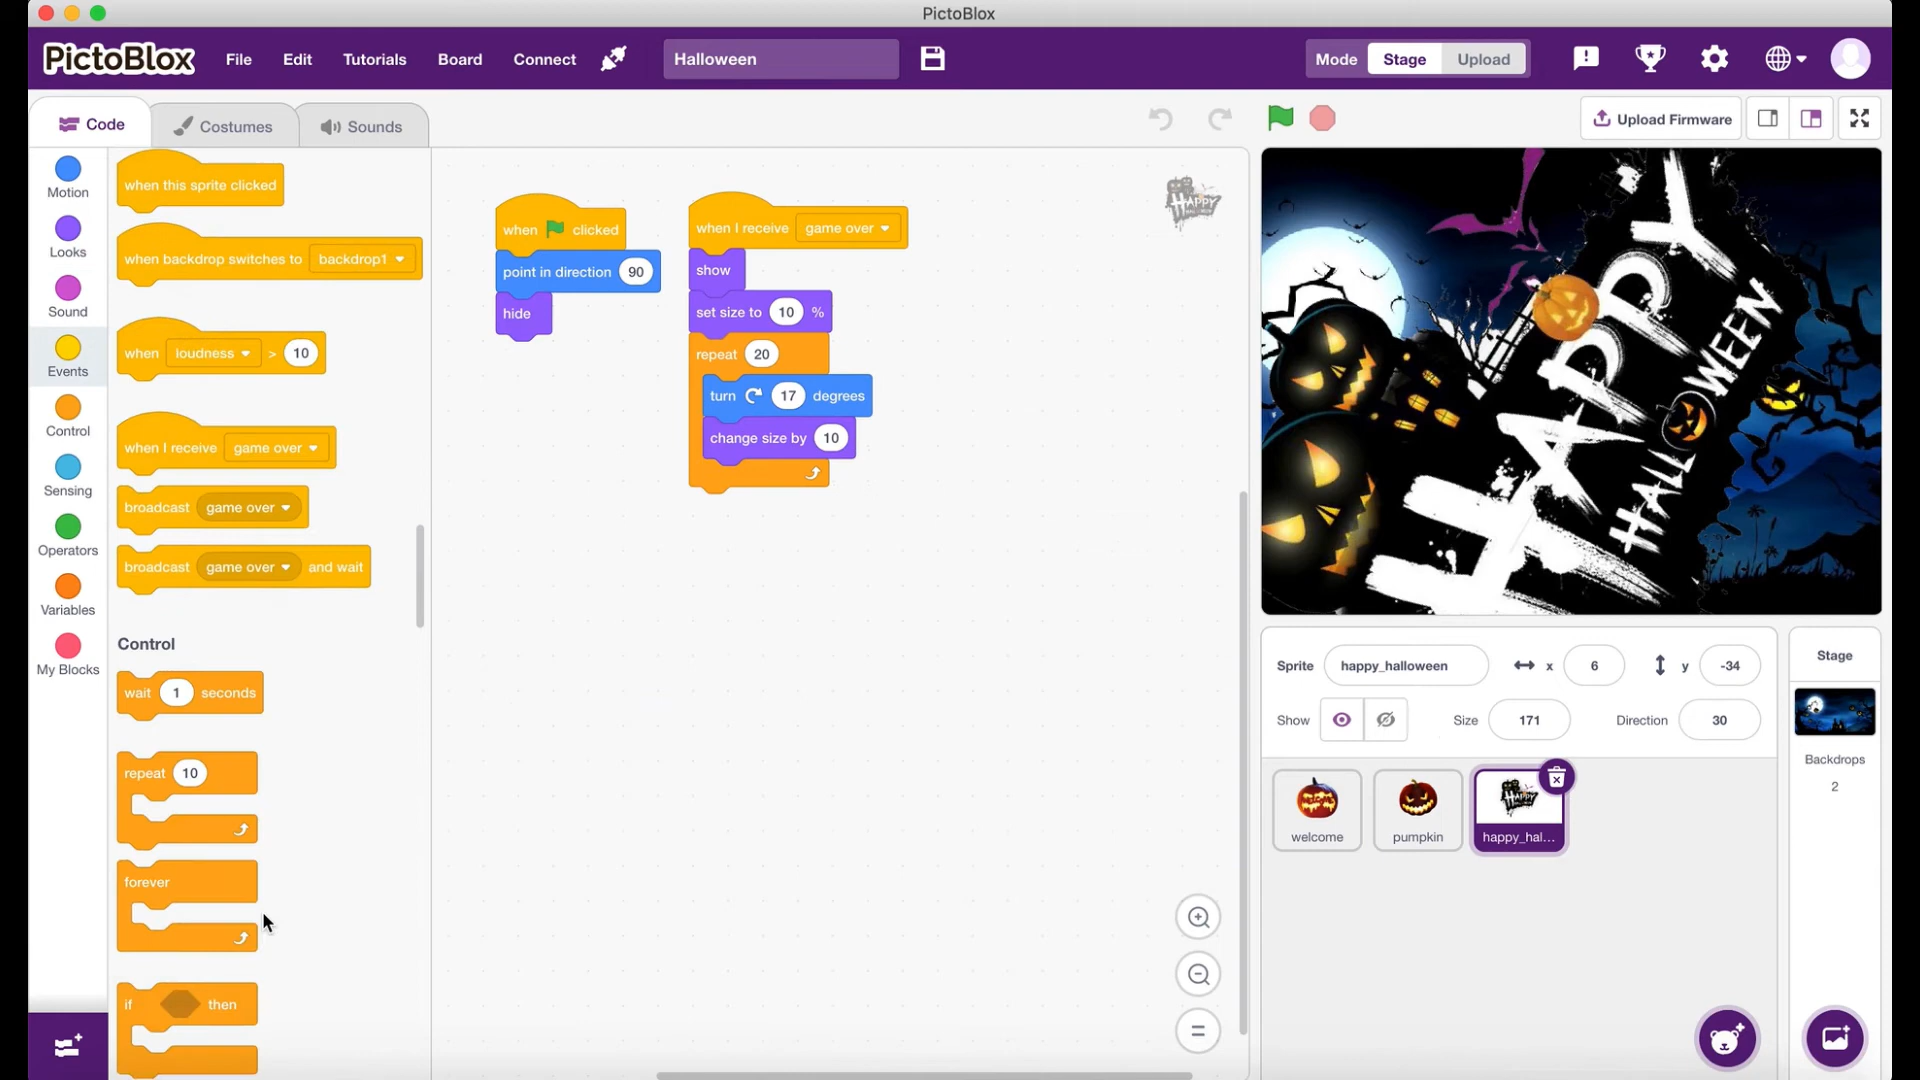 PictoBlox
PictoBlox File Edit Tutorials Board Connect Halloween Mode Stage Upload
Code Costumes Sounds Upload Firmware
Motion
Looks
Sound
Events
Control
Sensing
Operators
Variables
My Blocks
when this sprite clicked
when backdrop switches to backdrop1
when loudness > 10
when I receive game over
broadcast game over
broadcast game over and wait
Control
wait 1 seconds
repeat 10
forever
if then
when clicked
point in direction 90
hide
when I receive game over
show
set size to 10 %
repeat 20
turn 17 degrees
change size by 10
HAPPY
HAPPY
HALLOWEEN
Sprite happy_halloween x 6 y -34
Show Size 171 Direction 30
welcome pumpkin happy_hal...
Stage
Backdrops
2